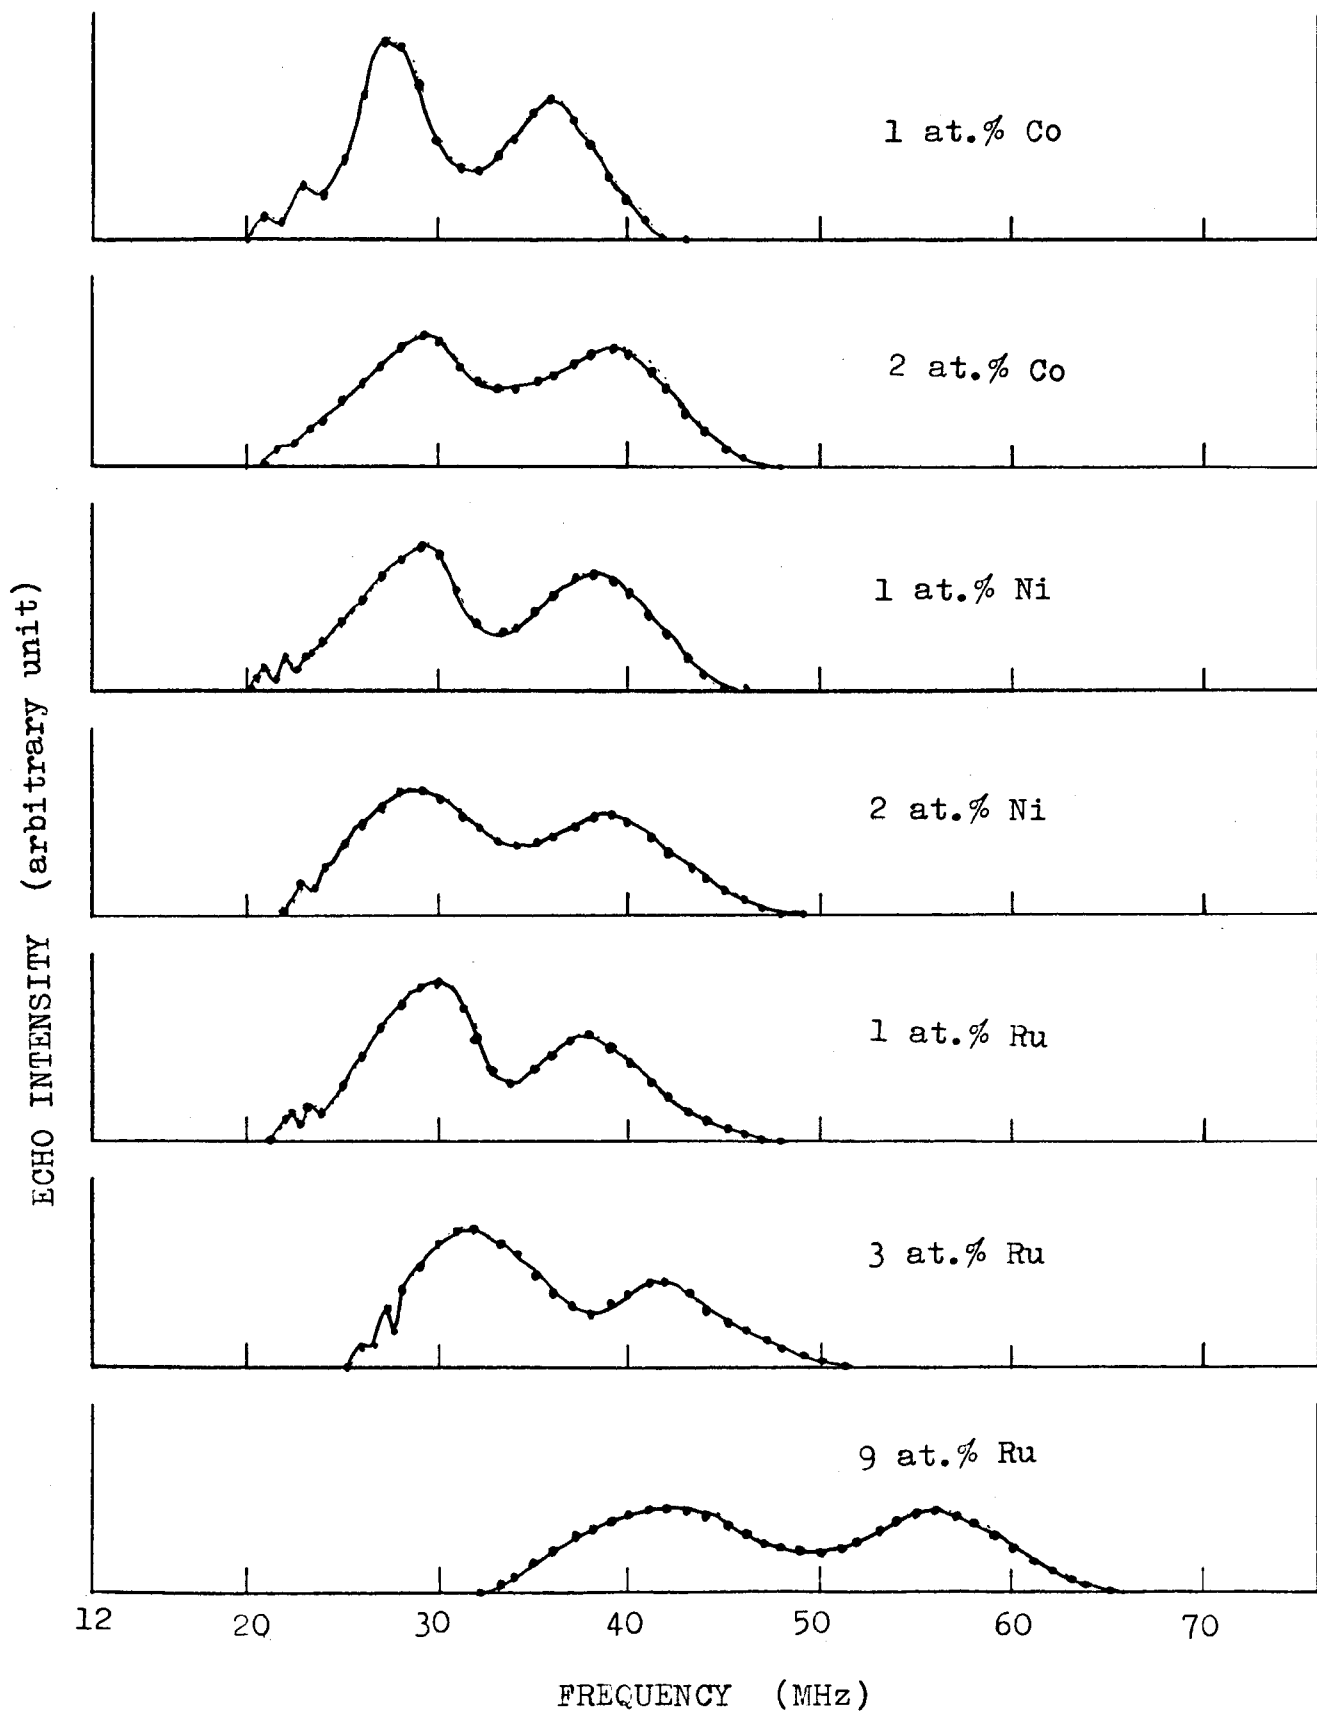 1 at.% Co
2 at.% Co
1 at.% Ni
2 at.% Ni
1 at.% Ru
3 at.% Ru
9 at.% Ru
ECHO INTENSITY (arbitrary unit)
12 20 30 40 50 60 70
FREQUENCY (MHz)